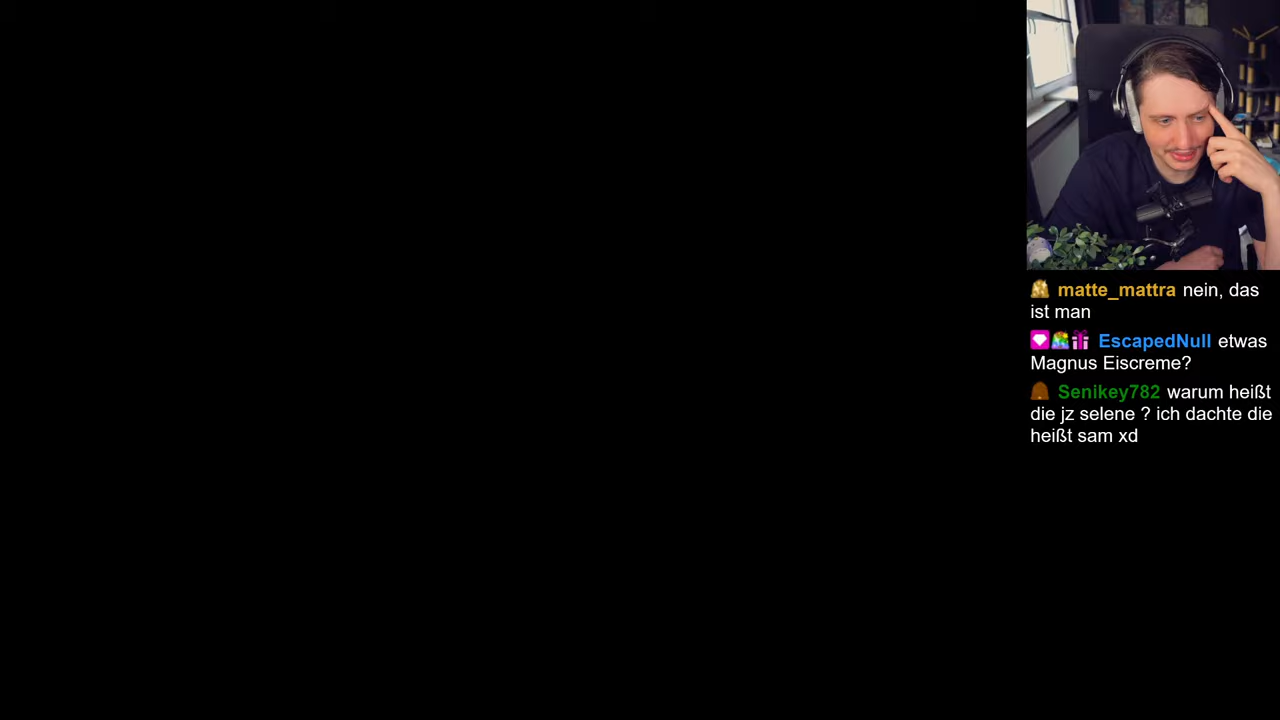 matte_mattra nein, das
ist man
EscapedNull etwas
Magnus Eiscreme?
Senikey782 warum heißt
die jz selene ? ich dachte die
heißt sam xd